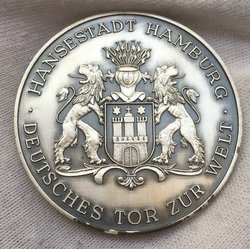 · HANSESTADT HAMBURG ·
DEUTSCHES TOR ZUR WELT